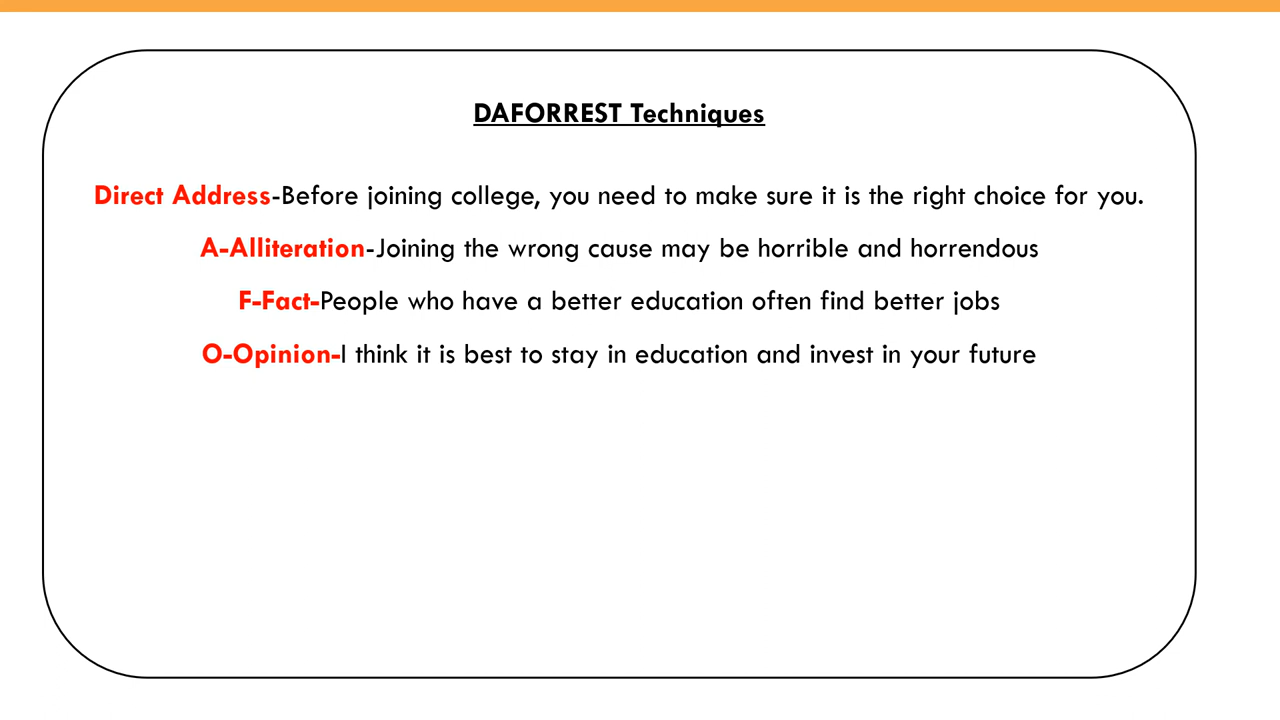 DAFORREST Techniques
Direct Address-Before joining college, you need to make sure it is the right choice for you.
A-Alliteration-Joining the wrong cause may be horrible and horrendous
F-Fact-People who have a better education often find better jobs
O-Opinion-I think it is best to stay in education and invest in your future